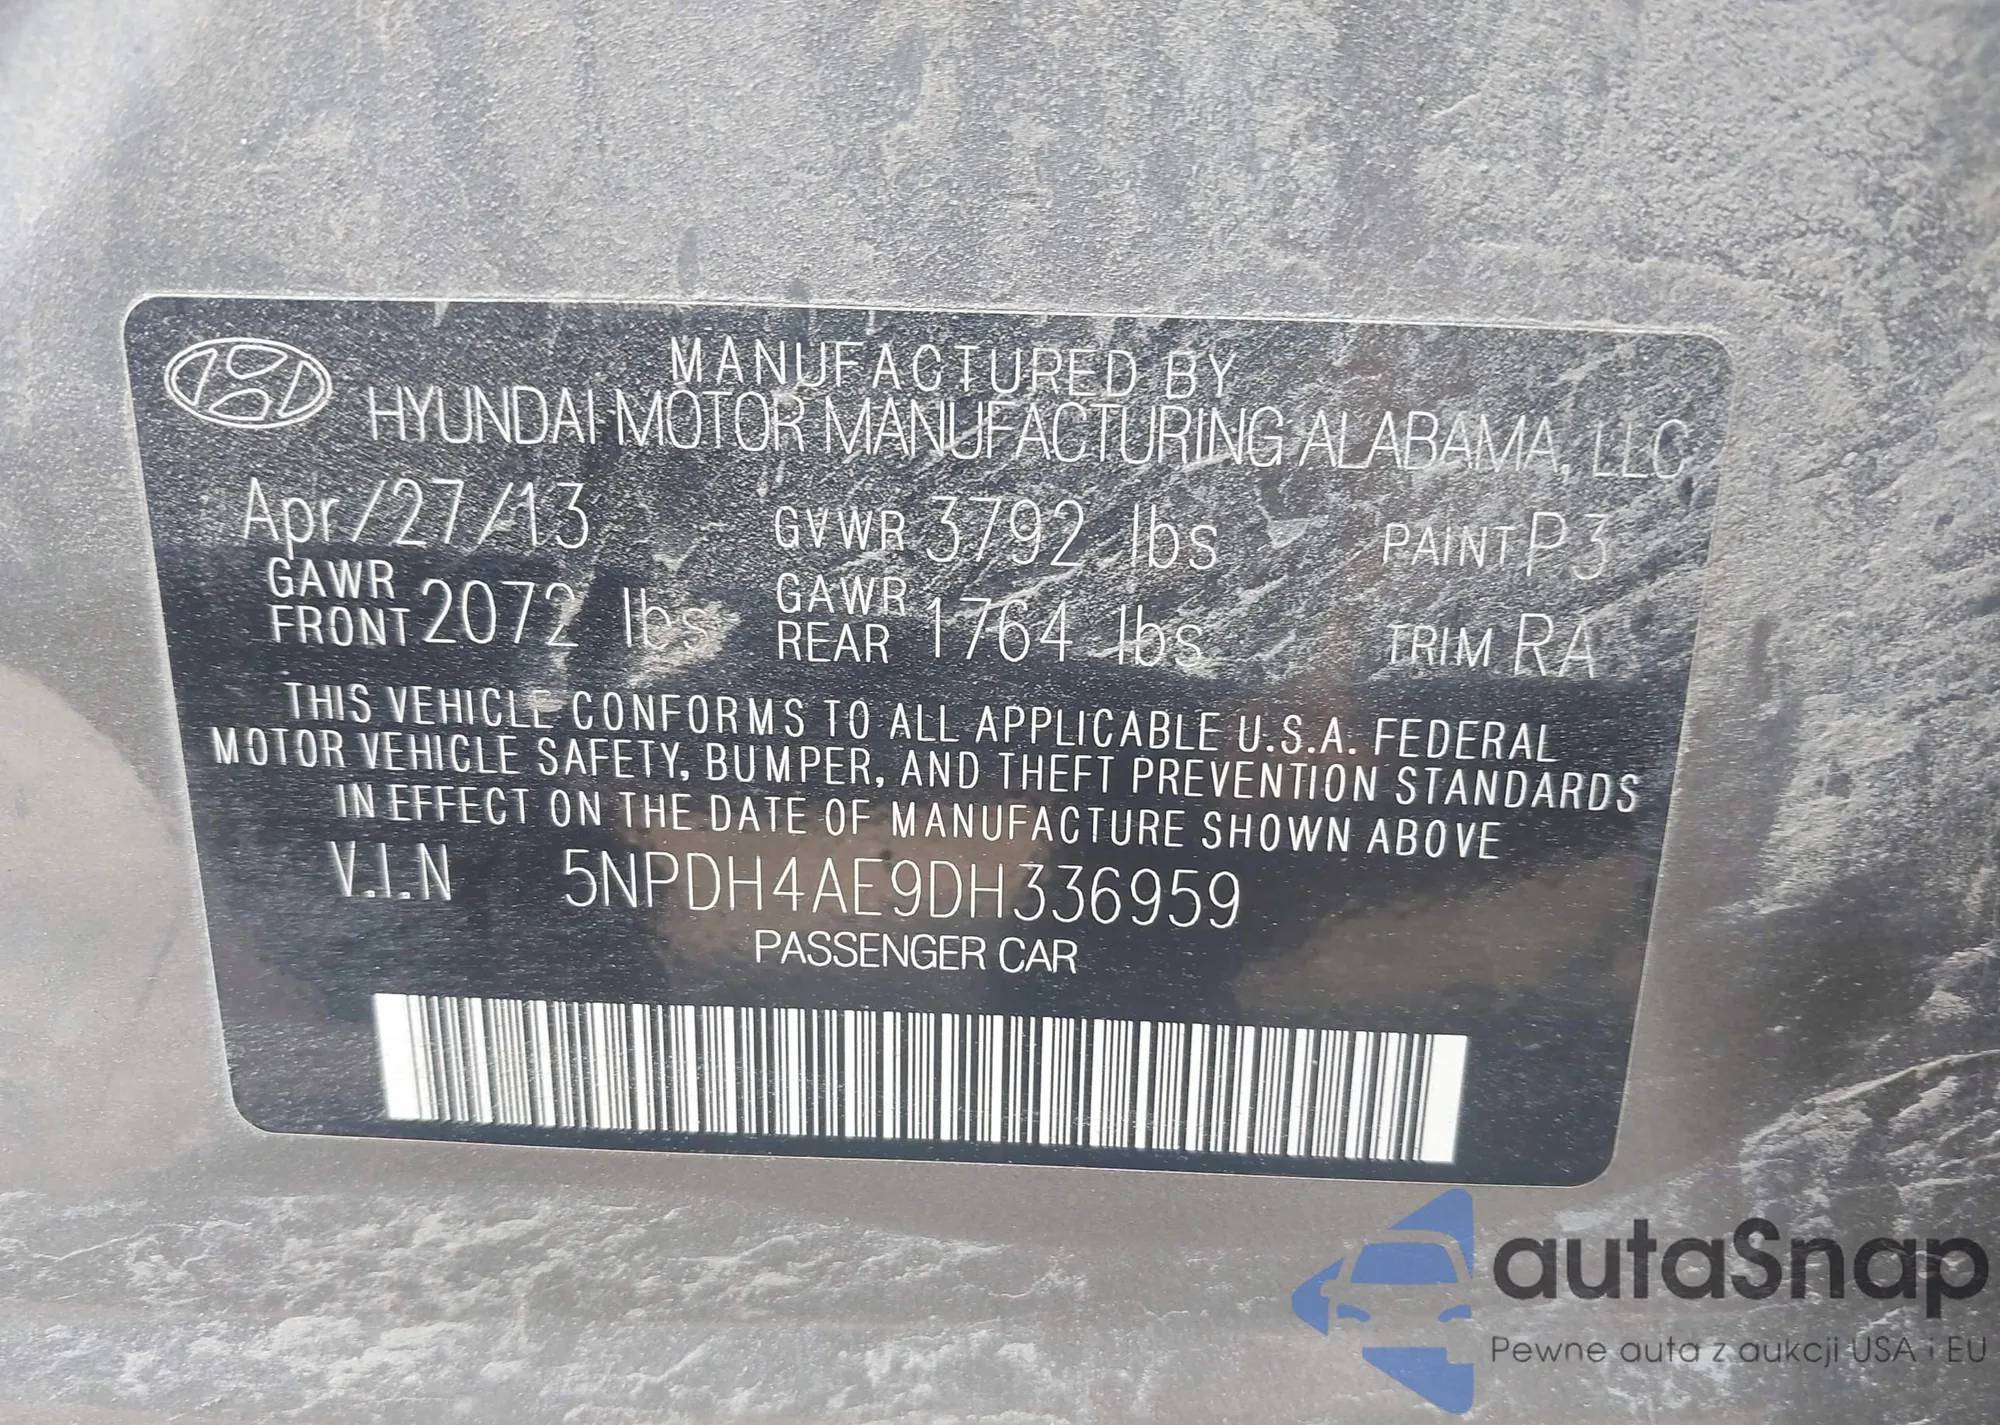 MANUFACTURED BY
HYUNDAI MOTOR MANUFACTURING ALABAMA, LLC
Apr/27/13 GVWR 3792 lbs PAINT P3
GAWR FRONT 2072 lbs GAWR REAR 1764 lbs TRIM RA
THIS VEHICLE CONFORMS TO ALL APPLICABLE U.S.A. FEDERAL
MOTOR VEHICLE SAFETY, BUMPER, AND THEFT PREVENTION STANDARDS
IN EFFECT ON THE DATE OF MANUFACTURE SHOWN ABOVE
V.I.N 5NPDH4AE9DH336959
PASSENGER CAR
autaSnap
Pewne auta z aukcji USA i EU